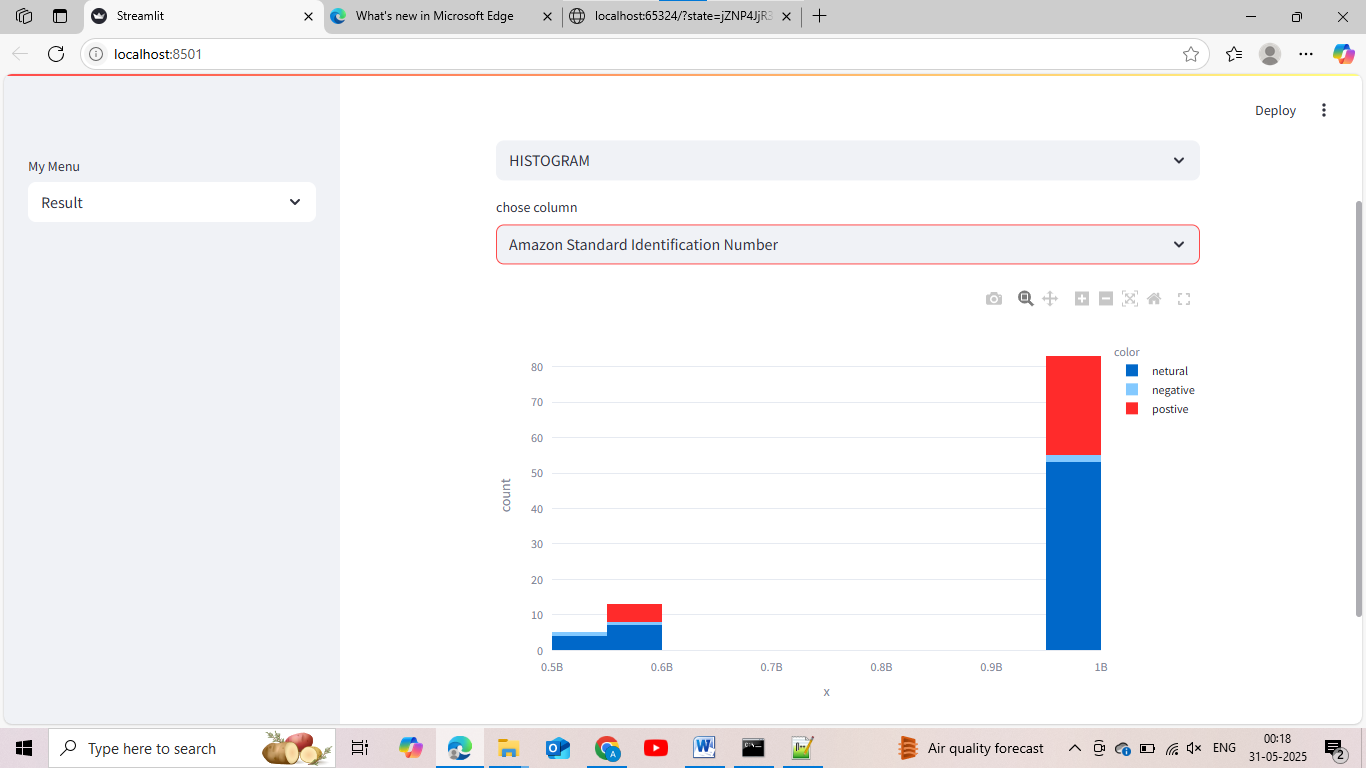 Streamlit
What's new in Microsoft Edge
localhost:65324/?state=jZNP4JjR
localhost:8501
Deploy
My Menu
Result
HISTOGRAM
chose column
Amazon Standard Identification Number
color
netural
negative
postive
80
70
60
50
40
30
20
10
0
count
0.5B 0.6B 0.7B 0.8B 0.9B 1B
x
Type here to search
Air quality forecast
ENG
00:18
31-05-2025
2